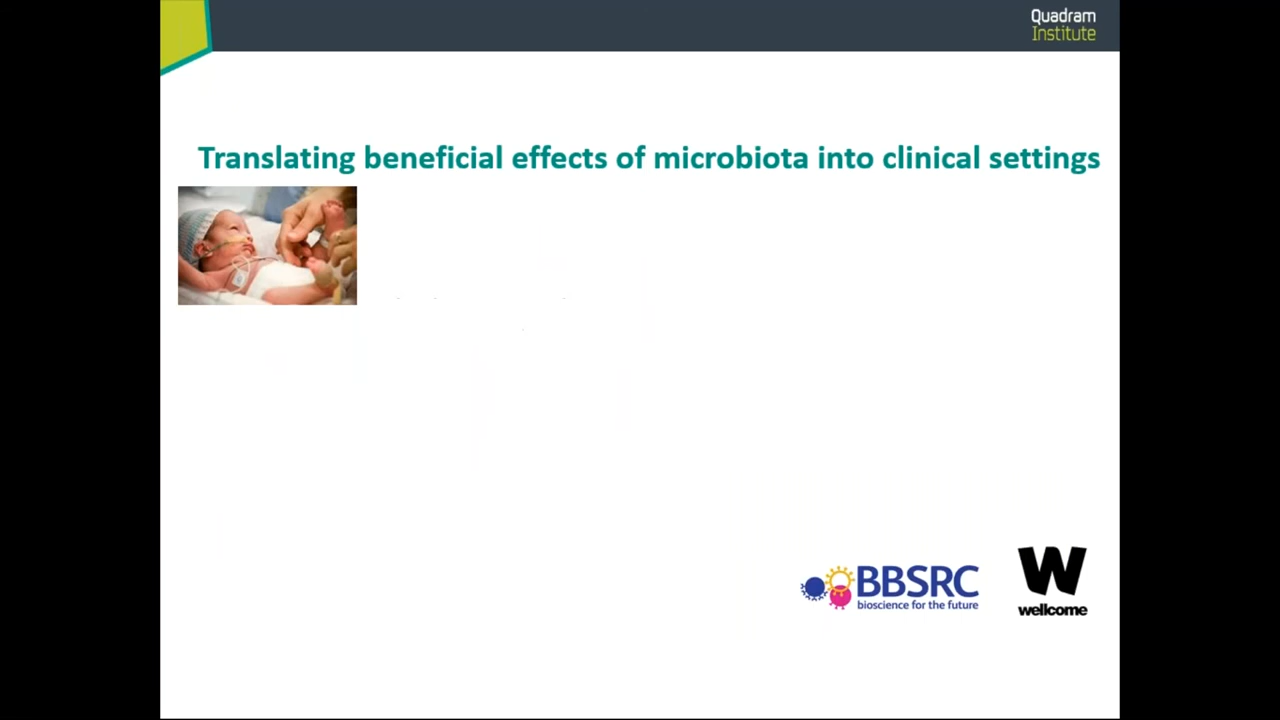 Quadram
Institute
Translating beneficial effects of microbiota into clinical settings
BBSRC
bioscience for the future
W
wellcome